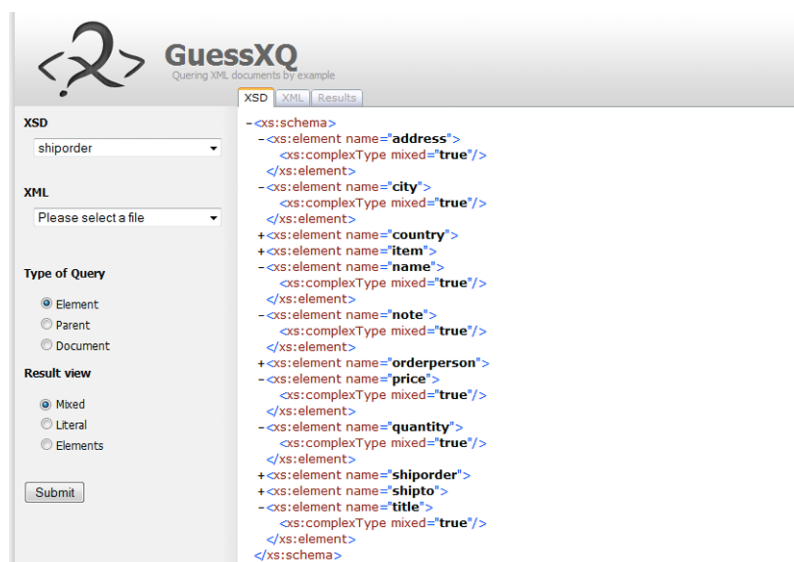 GuessXQ
Quering XML documents by example
XSD XML Results
XSD
shiporder
XML
Please select a file
Type of Query
Element
Parent
Document
Result view
Mixed
Literal
Elements
Submit
-<xs:schema>
-<xs:element name="address">
<xs:complexType mixed="true"/>
</xs:element>
-<xs:element name="city">
<xs:complexType mixed="true"/>
</xs:element>
+<xs:element name="country">
+<xs:element name="item">
-<xs:element name="name">
<xs:complexType mixed="true"/>
</xs:element>
-<xs:element name="note">
<xs:complexType mixed="true"/>
</xs:element>
+<xs:element name="orderperson">
-<xs:element name="price">
<xs:complexType mixed="true"/>
</xs:element>
-<xs:element name="quantity">
<xs:complexType mixed="true"/>
</xs:element>
+<xs:element name="shiporder">
+<xs:element name="shipto">
-<xs:element name="title">
<xs:complexType mixed="true"/>
</xs:element>
</xs:schema>